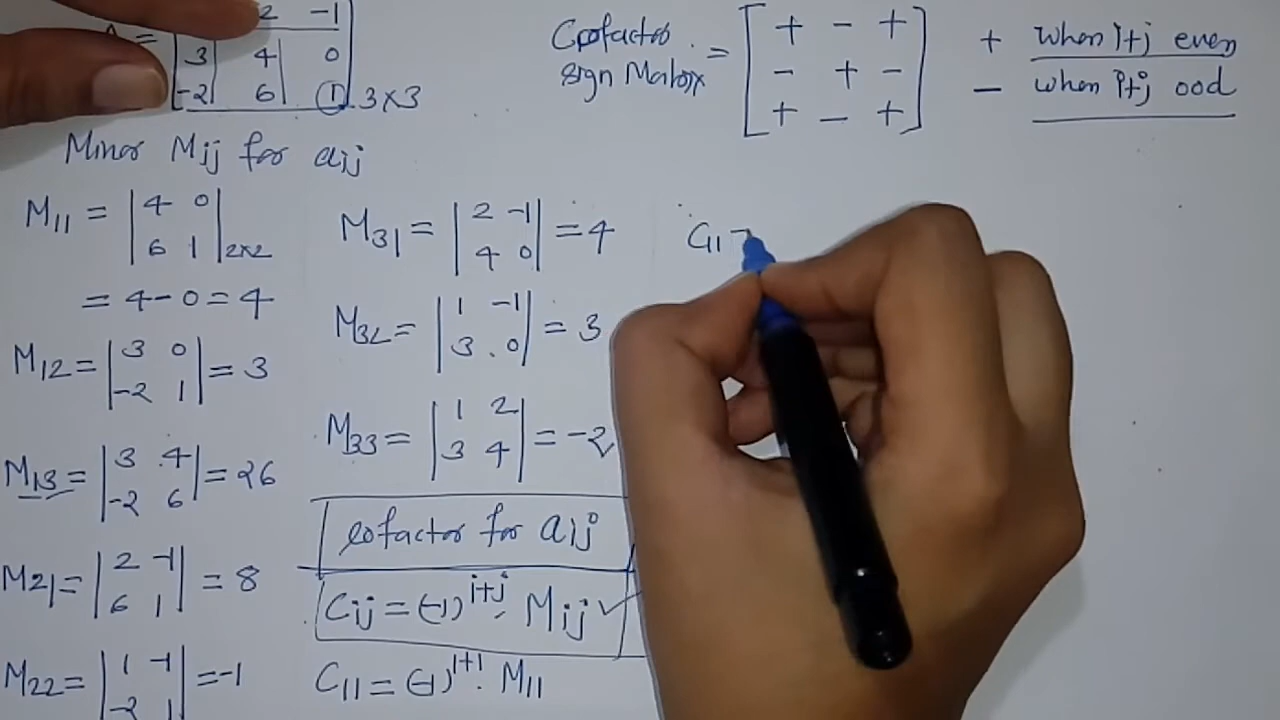 2 -1
A = 3 4 0
-2 6 1 3×3
Cofactor sign Matrix = [ + - +
- + -
+ - + ]
+ when i+j even
- when i+j ood
Minor Mij for aij
M11 = | 4 0
6 1 | 2×2
= 4-0 = 4
M12 = | 3 0
-2 1 | = 3
M13 = | 3 4
-2 6 | = 26
M21 = | 2 -1
6 1 | = 8
M22 = | 1 -1
-2 1 | = -1
M31 = | 2 -1
4 0 | = 4
M32 = | 1 -1
3 0 | = 3
M33 = | 1 2
3 4 | = -2
cofactor for aij
Cij = (-1)^i+j . Mij
C11 = (-1)^1+1 . M11
C11 -